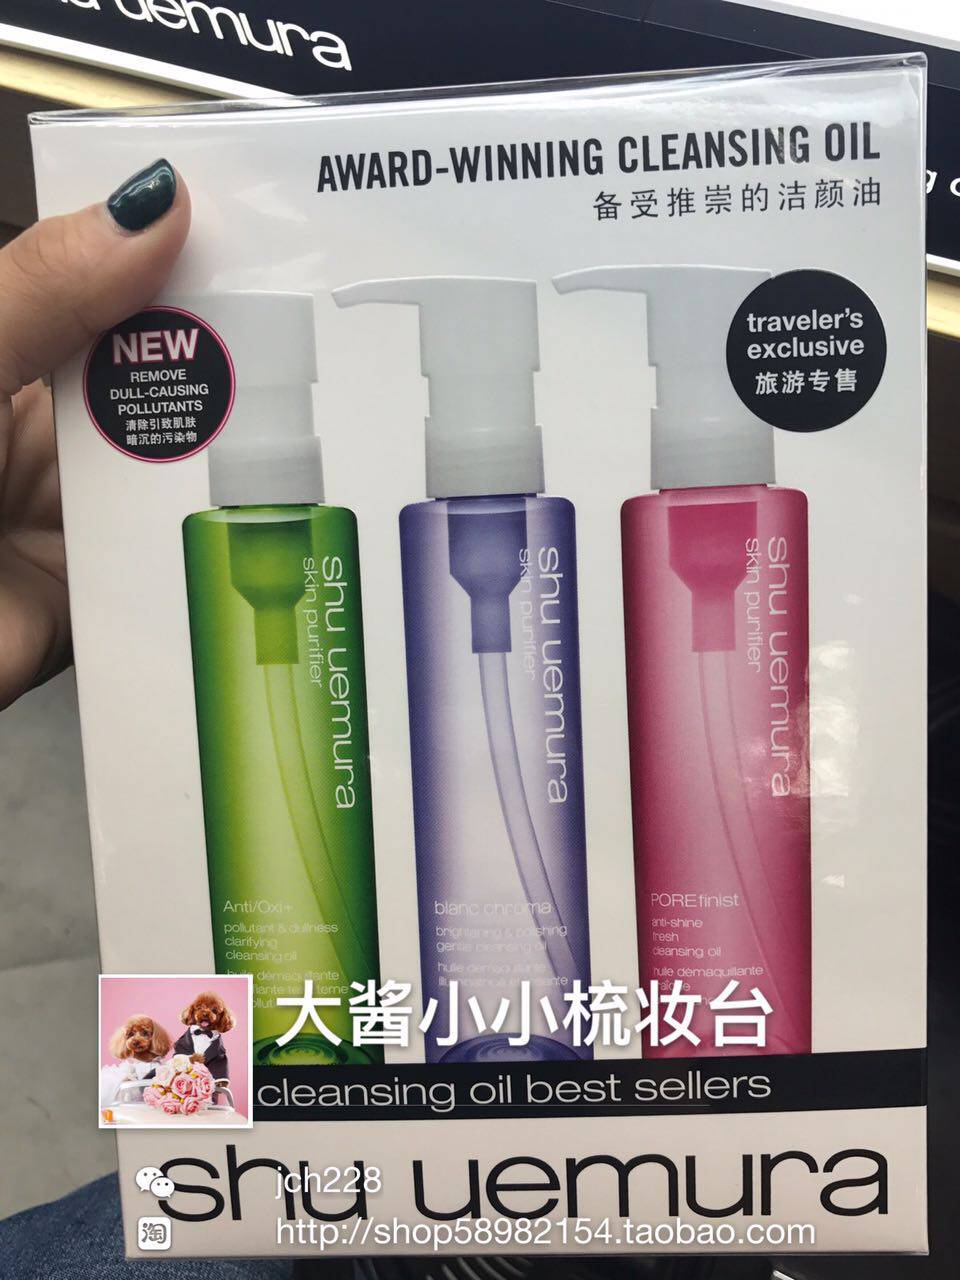 uemura
AWARD-WINNING CLEANSING OIL
备受推崇的洁颜油
NEW
REMOVE
DULL-CAUSING
POLLUTANTS
清除引致肌肤
暗沉的污染物
traveler's
exclusive
旅游专售
shu uemura
skin purifier
shu uemura
skin purifier
shu uemura
skin purifier
Anti/Oxi+
pollutant & dullness
clarifying
cleansing oil
huile démaquillante
blanc chroma
brightening & polishing
gentle cleansing oil
huile démaquillante
POREfinist
anti-shine
fresh
cleansing oil
huile démaquillante
大酱小小梳妆台
cleansing oil best sellers
shu uemura
jch228
淘
http://shop58982154.taobao.com